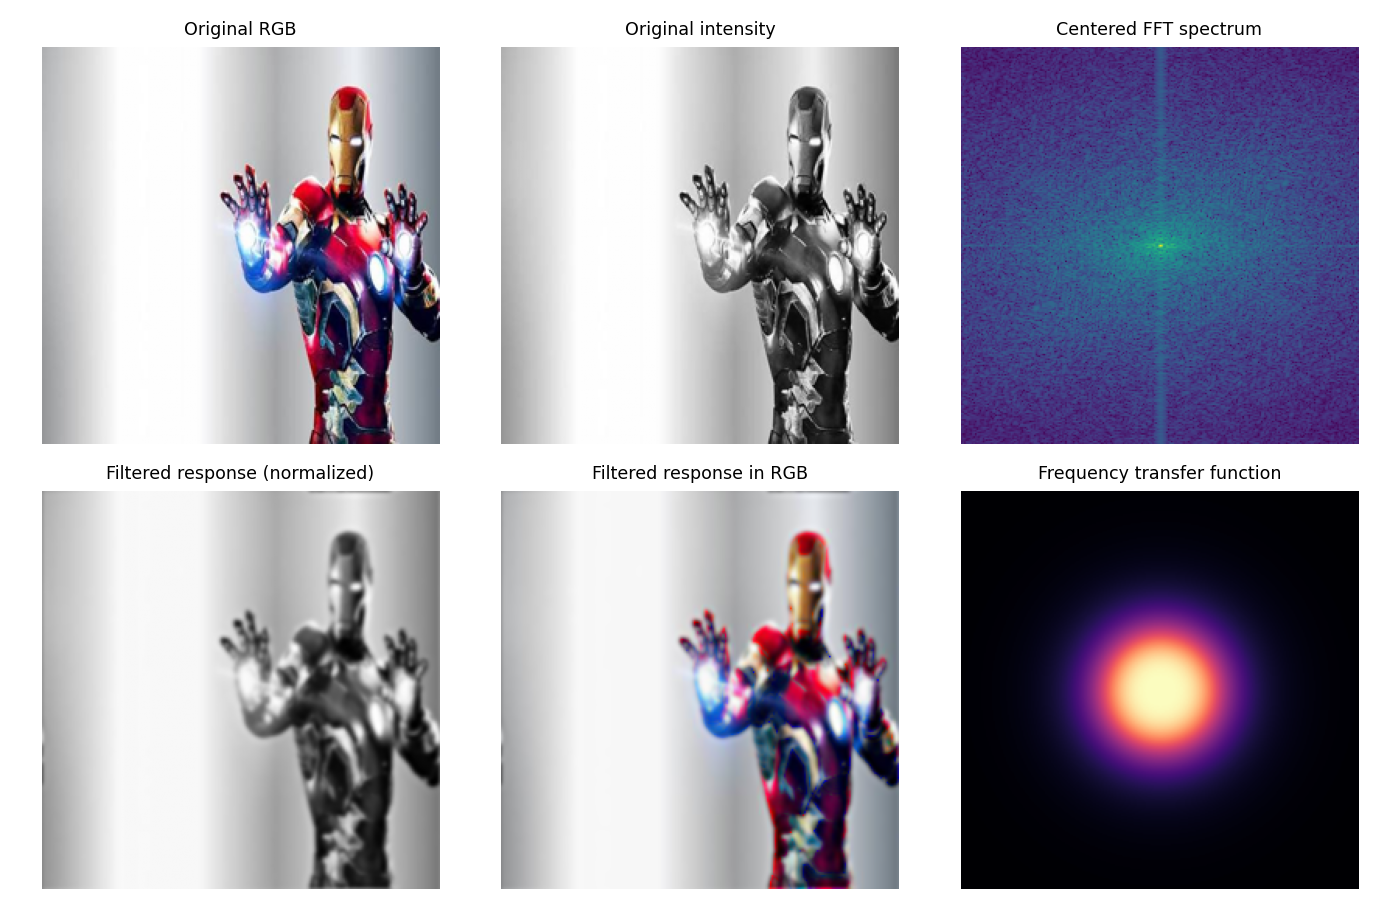 Original RGB
Original intensity
Centered FFT spectrum
Filtered response (normalized)
Filtered response in RGB
Frequency transfer function